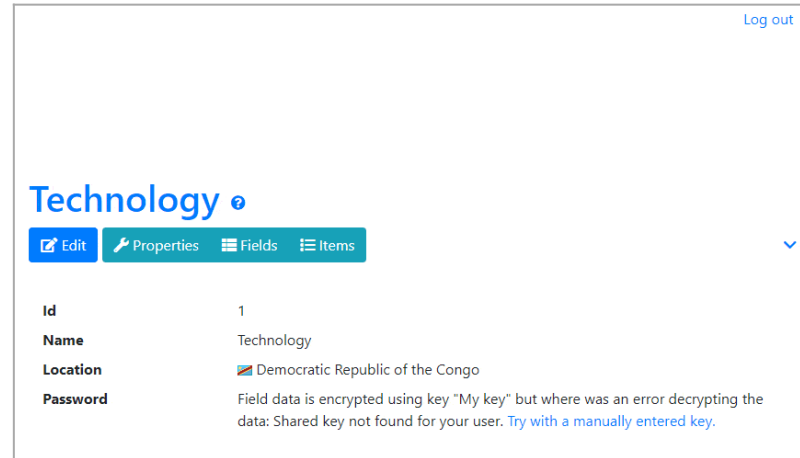 Log out
Technology
Edit Properties Fields Items
Id 1
Name Technology
Location Democratic Republic of the Congo
Password Field data is encrypted using key "My key" but where was an error decrypting the
data: Shared key not found for your user. Try with a manually entered key.